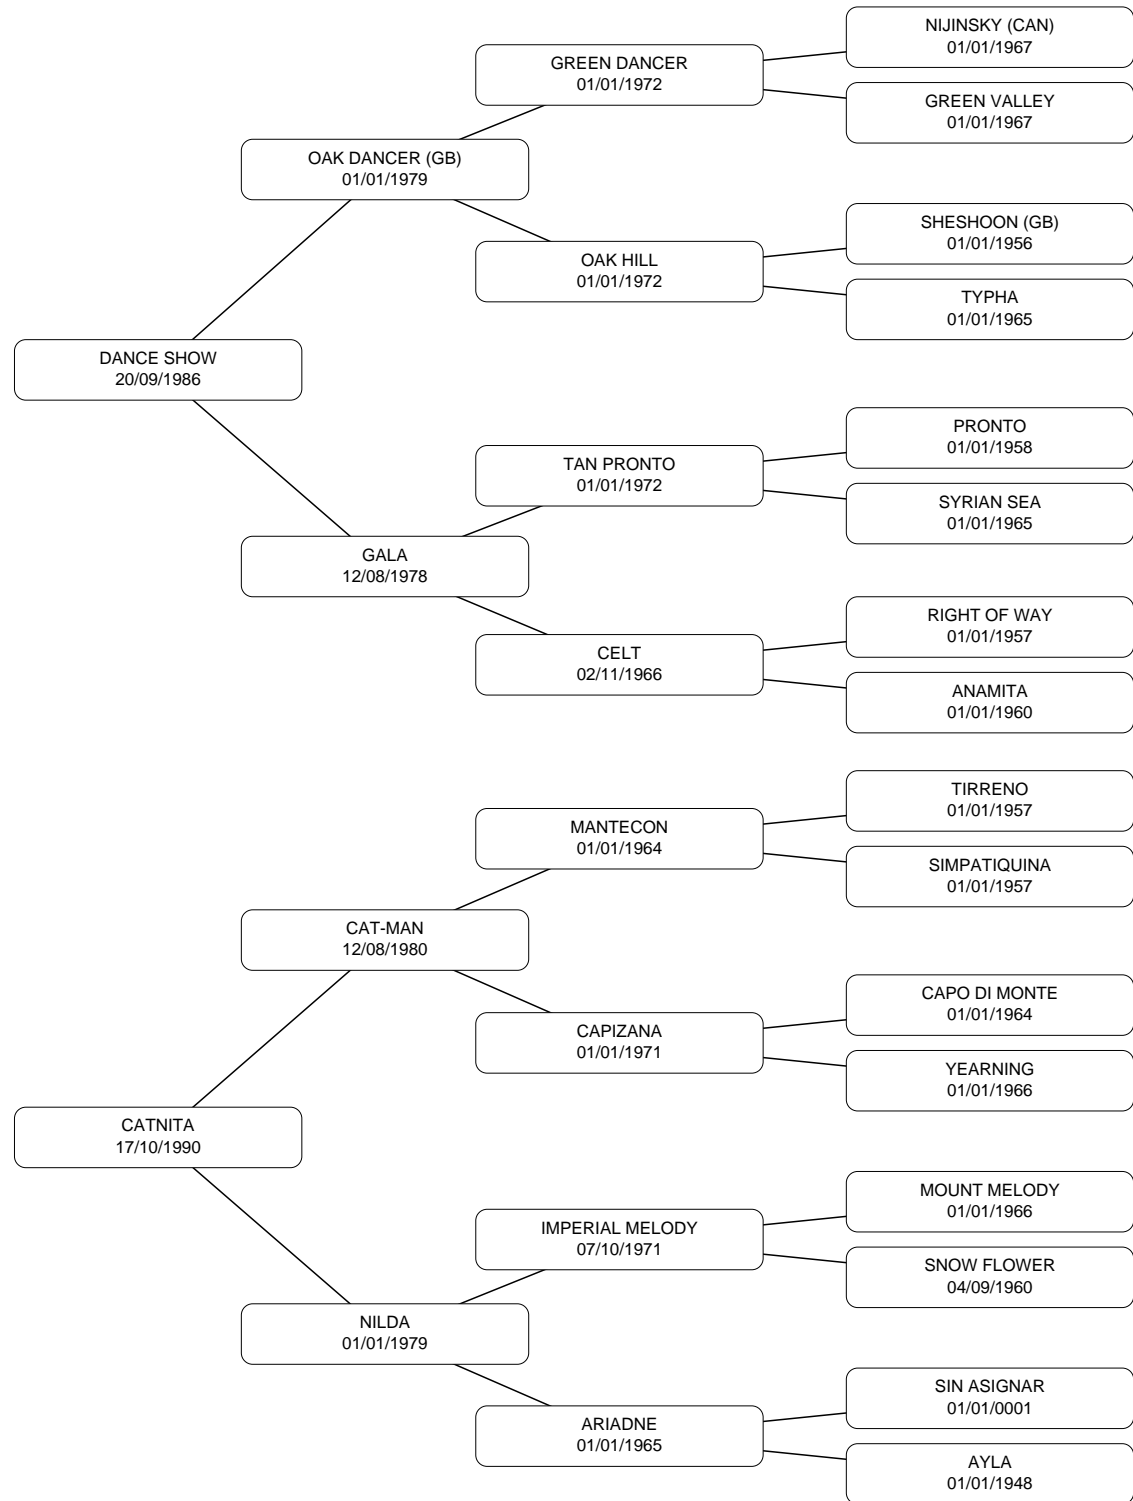 NIJINSKY (CAN)
01/01/1967
GREEN DANCER
01/01/1972
GREEN VALLEY
01/01/1967
OAK DANCER (GB)
01/01/1979
SHESHOON (GB)
01/01/1956
OAK HILL
01/01/1972
TYPHA
01/01/1965
DANCE SHOW
20/09/1986
PRONTO
01/01/1958
TAN PRONTO
01/01/1972
SYRIAN SEA
01/01/1965
GALA
12/08/1978
RIGHT OF WAY
01/01/1957
CELT
02/11/1966
ANAMITA
01/01/1960
TIRRENO
01/01/1957
MANTECON
01/01/1964
SIMPATIQUINA
01/01/1957
CAT-MAN
12/08/1980
CAPO DI MONTE
01/01/1964
CAPIZANA
01/01/1971
YEARNING
01/01/1966
CATNITA
17/10/1990
MOUNT MELODY
01/01/1966
IMPERIAL MELODY
07/10/1971
SNOW FLOWER
04/09/1960
NILDA
01/01/1979
SIN ASIGNAR
01/01/0001
ARIADNE
01/01/1965
AYLA
01/01/1948